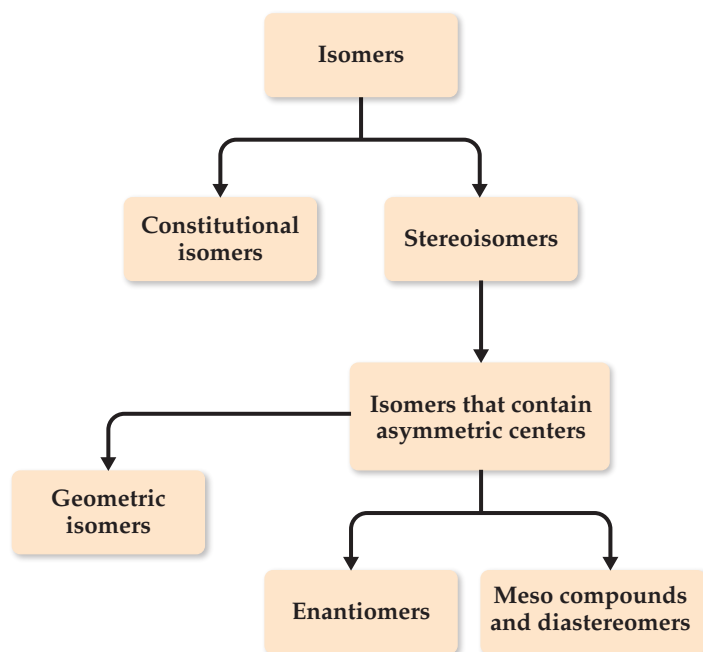 Isomers
Constitutional
isomers
Stereoisomers
Isomers that contain
asymmetric centers
Geometric
isomers
Enantiomers
Meso compounds
and diastereomers